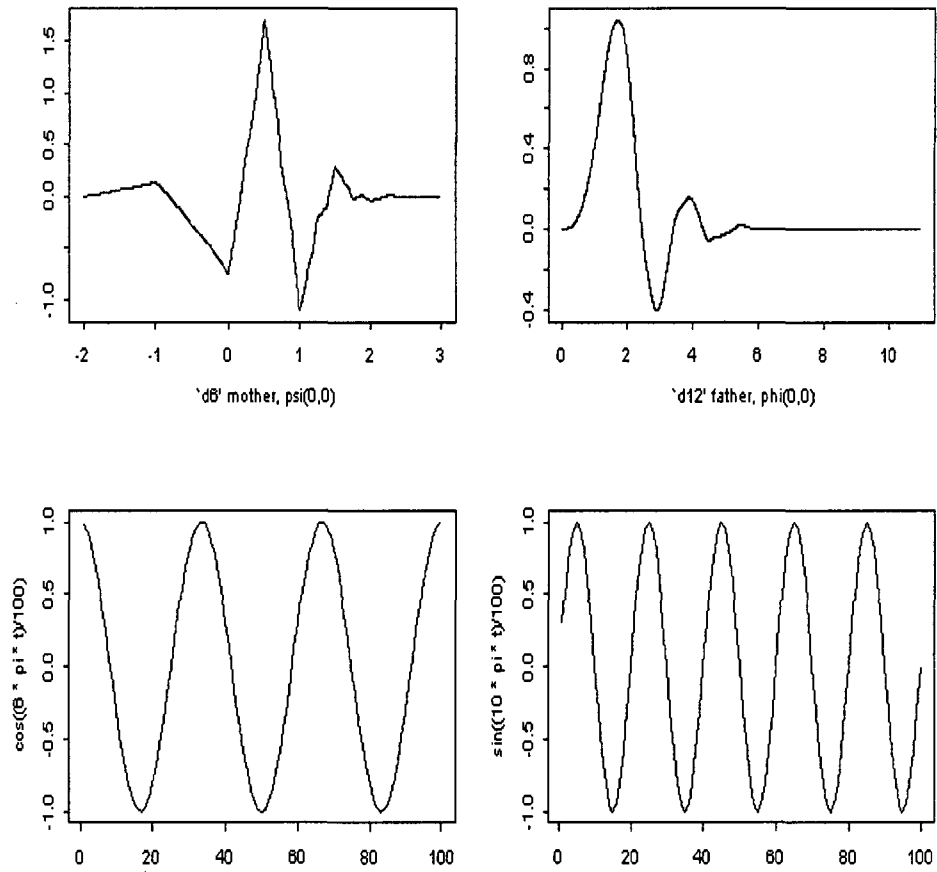 1.5
1.0
0.5
0.0
-1.0
-2 -1 0 1 2 3
`d6' mother, psi(0,0)
0.8
0.4
0.0
-0.4
0 2 4 6 8 10
`d12' father, phi(0,0)
cos((6 * pi * t)/100)
1.0
0.5
0.0
-0.5
-1.0
0 20 40 60 80 100
sin((10 * pi * t)/100)
1.0
0.5
0.0
-0.5
-1.0
0 20 40 60 80 100